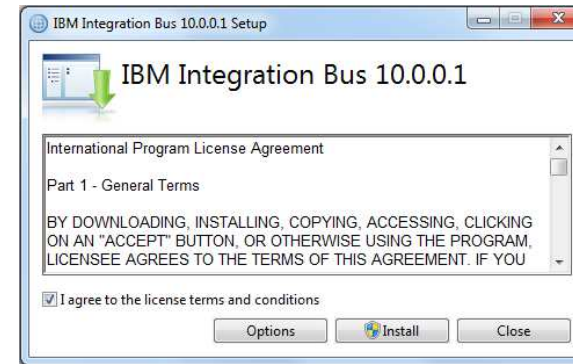 IBM Integration Bus 10.0.0.1 Setup
IBM Integration Bus 10.0.0.1
International Program License Agreement
Part 1 - General Terms
BY DOWNLOADING, INSTALLING, COPYING, ACCESSING, CLICKING
ON AN "ACCEPT" BUTTON, OR OTHERWISE USING THE PROGRAM,
LICENSEE AGREES TO THE TERMS OF THIS AGREEMENT. IF YOU
I agree to the license terms and conditions
Options Install Close